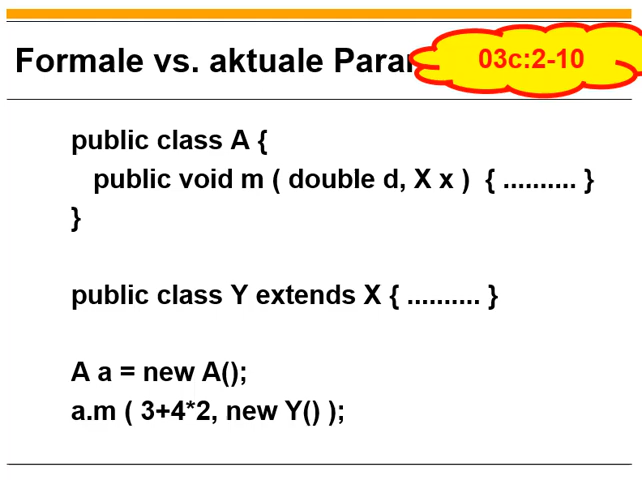 Formale vs. aktuale Param
03c:2-10
public class A {
public void m ( double d, X x ) { .......... }
}
public class Y extends X { .......... }
A a = new A();
a.m ( 3+4*2, new Y() );